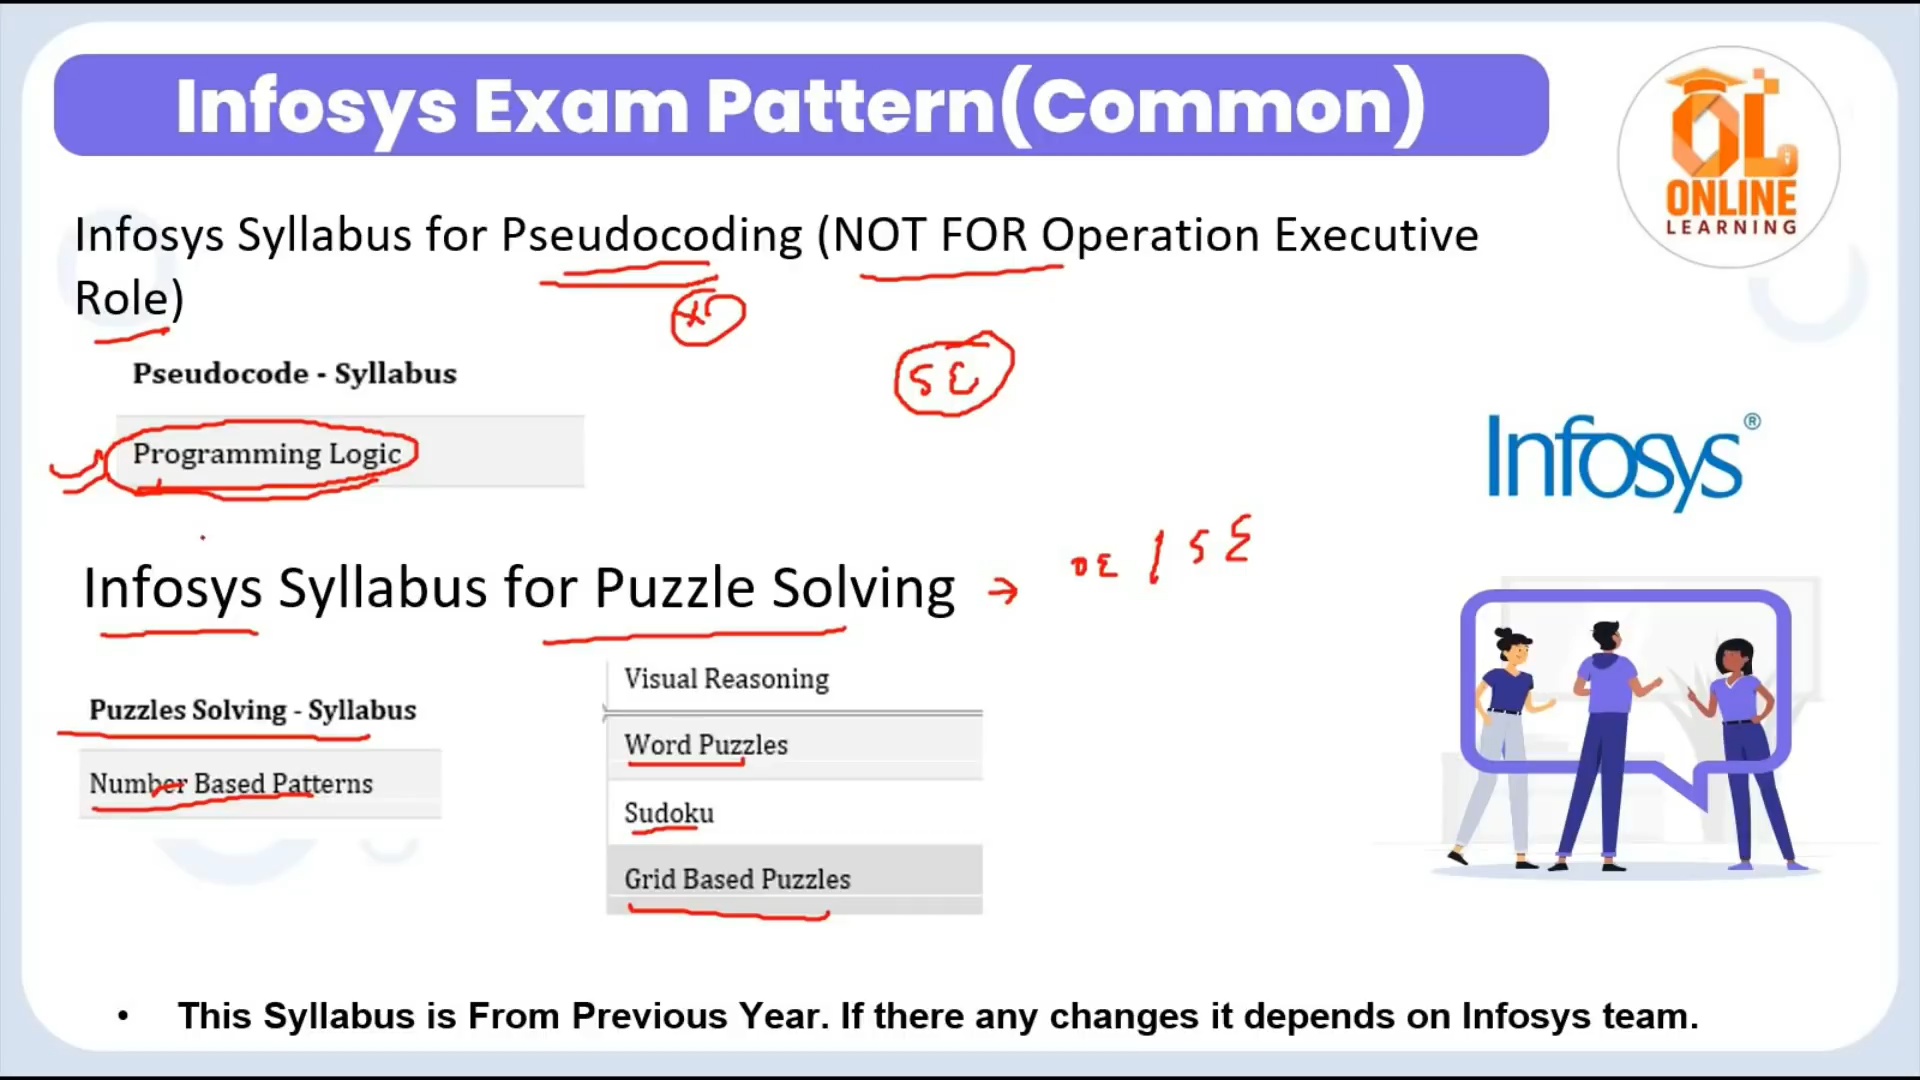 Infosys Exam Pattern(Common)
OL
ONLINE
LEARNING
Infosys Syllabus for Pseudocoding (NOT FOR Operation Executive
Role)
SE
Pseudocode - Syllabus
Programming Logic
Infosys®
Infosys Syllabus for Puzzle Solving → OE / SE
Puzzles Solving - Syllabus
Number Based Patterns
Visual Reasoning
Word Puzzles
Sudoku
Grid Based Puzzles
• This Syllabus is From Previous Year. If there any changes it depends on Infosys team.